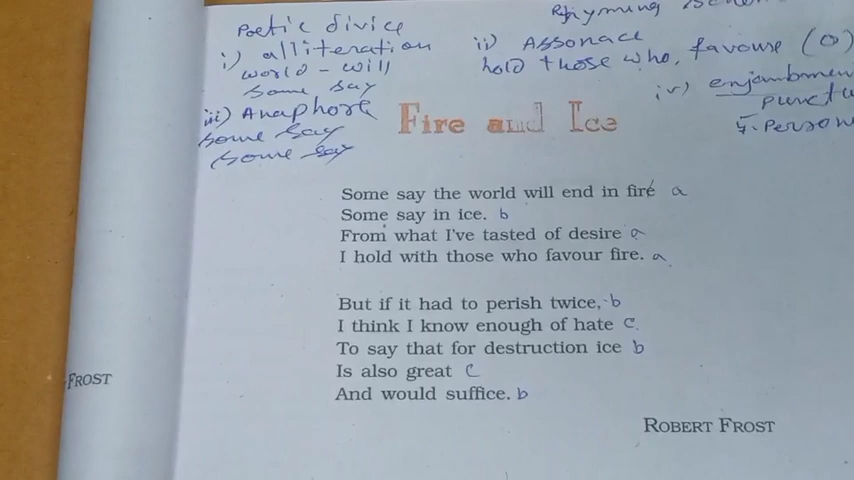 Poetic divice
i) alliteration
world - will
some say
iii) Anaphore
some say
some say
Rhyming
ii) Assonace
hold those who, favour (o)
iv) enjambmen
punctu
5. Person
Fire and Ice
Some say the world will end in fire a
Some say in ice. b
From what I've tasted of desire a
I hold with those who favour fire. a
But if it had to perish twice, b
I think I know enough of hate c
To say that for destruction ice b
Is also great c
And would suffice. b
ROBERT FROST
FROST